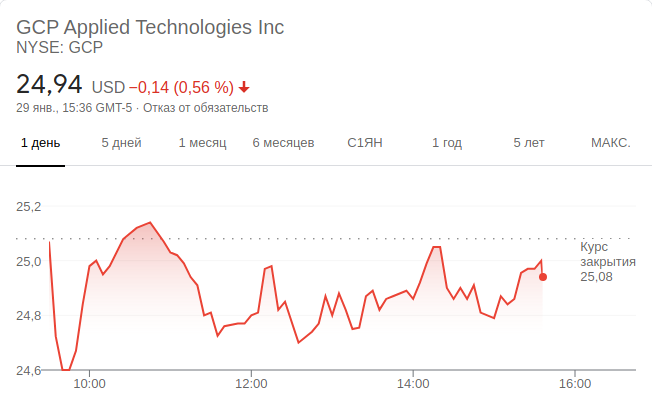 GCP Applied Technologies Inc
NYSE: GCP
24,94 USD −0,14 (0,56 %)
29 янв., 15:36 GMT-5 · Отказ от обязательств
1 день 5 дней 1 месяц 6 месяцев С1ЯН 1 год 5 лет МАКС.
25,2
25,0
24,8
24,6
Курс
закрытия
25,08
10:00 12:00 14:00 16:00